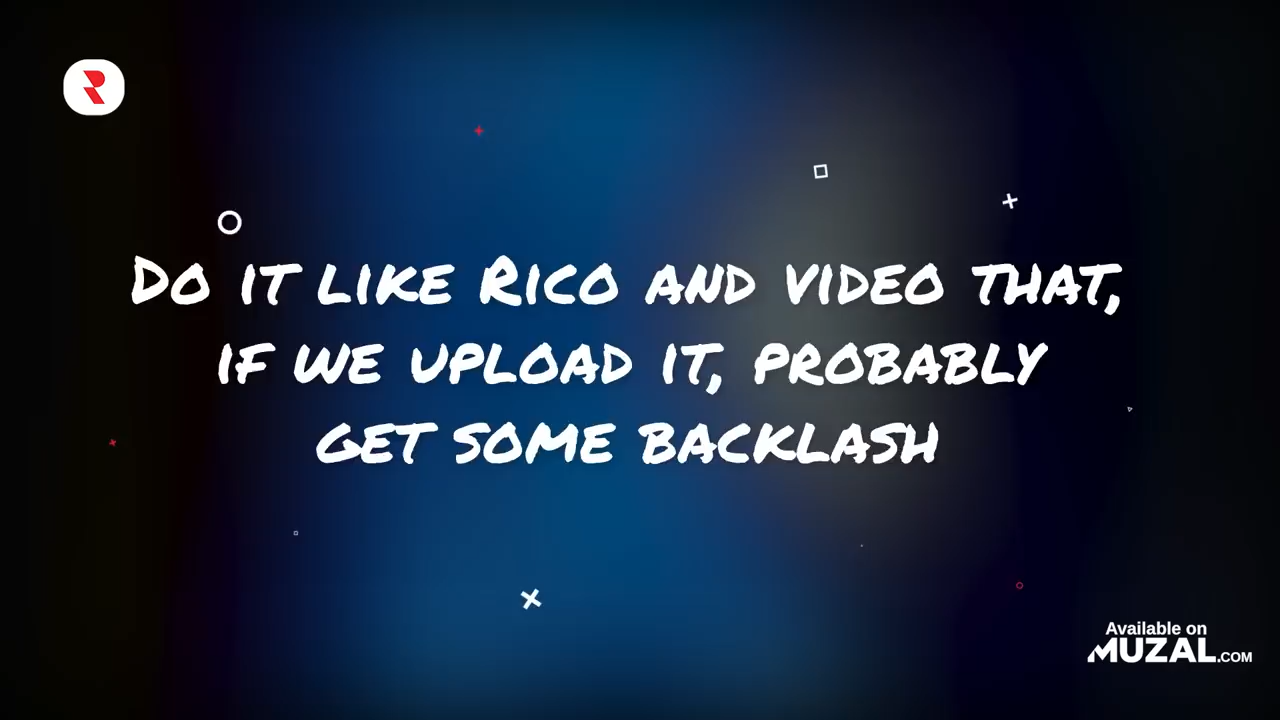 Do it like Rico and video that,
if we upload it, probably
get some backlash
Available on
MUZAL.COM